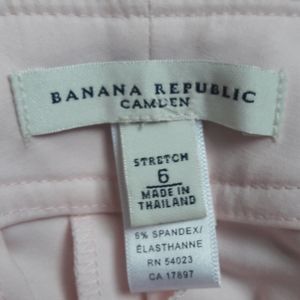 BANANA REPUBLIC
CAMDEN
STRETCH
6
MADE IN
THAILAND
6% SPANDEX/
ÉLASTHANNE
RN 54023
CA 17897